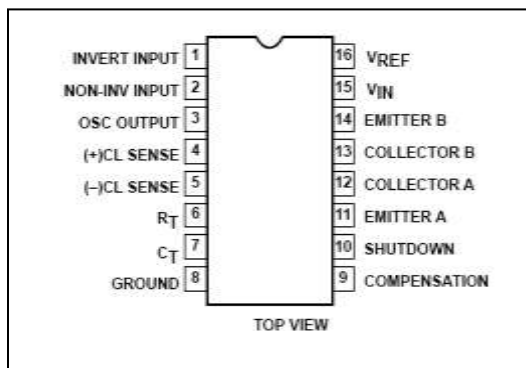 INVERT INPUT 1 16 VREF
NON-INV INPUT 2 15 VIN
OSC OUTPUT 3 14 EMITTER B
(+)CL SENSE 4 13 COLLECTOR B
(–)CL SENSE 5 12 COLLECTOR A
RT 6 11 EMITTER A
CT 7 10 SHUTDOWN
GROUND 8 9 COMPENSATION
TOP VIEW